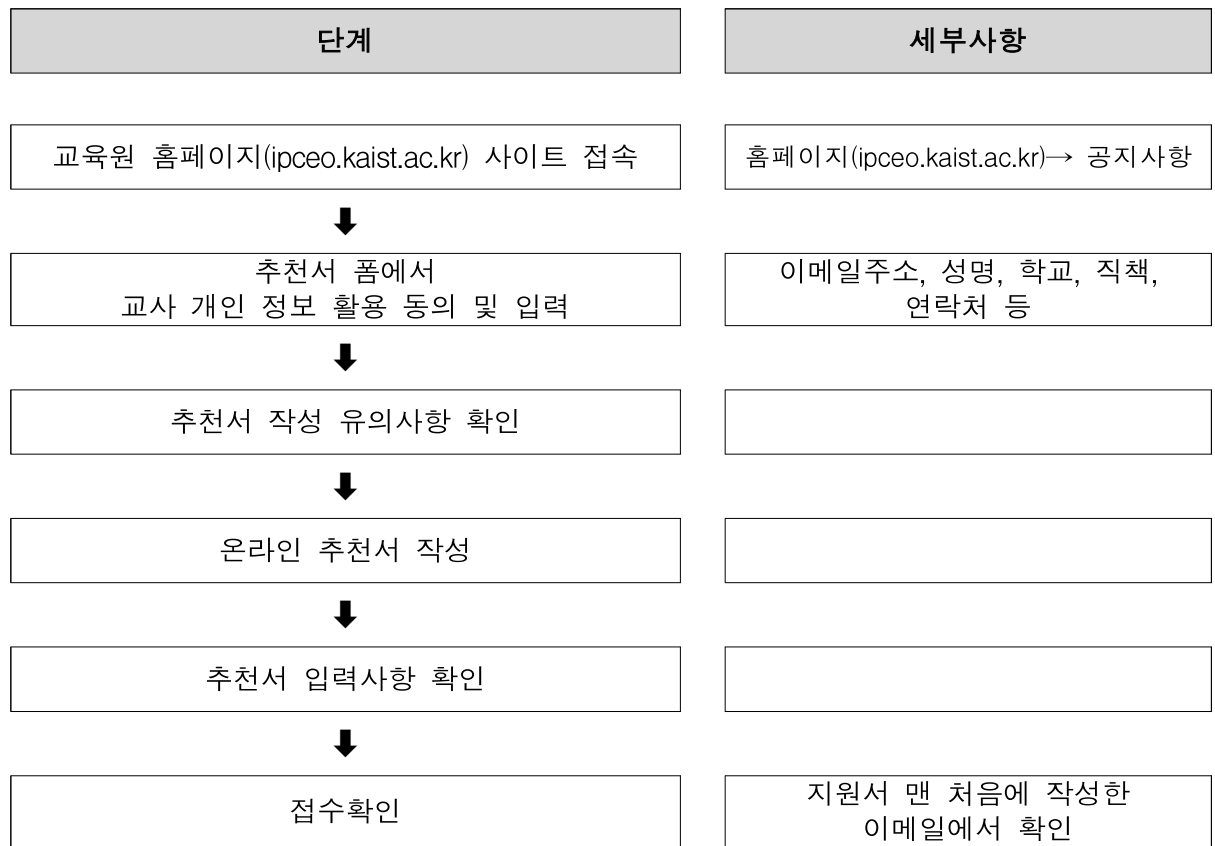 단계
세부사항
교육원 홈페이지(ipceo.kaist.ac.kr) 사이트 접속
홈페이지(ipceo.kaist.ac.kr)→ 공지사항
추천서 폼에서
교사 개인 정보 활용 동의 및 입력
이메일주소, 성명, 학교, 직책,
연락처 등
추천서 작성 유의사항 확인
온라인 추천서 작성
추천서 입력사항 확인
접수확인
지원서 맨 처음에 작성한
이메일에서 확인